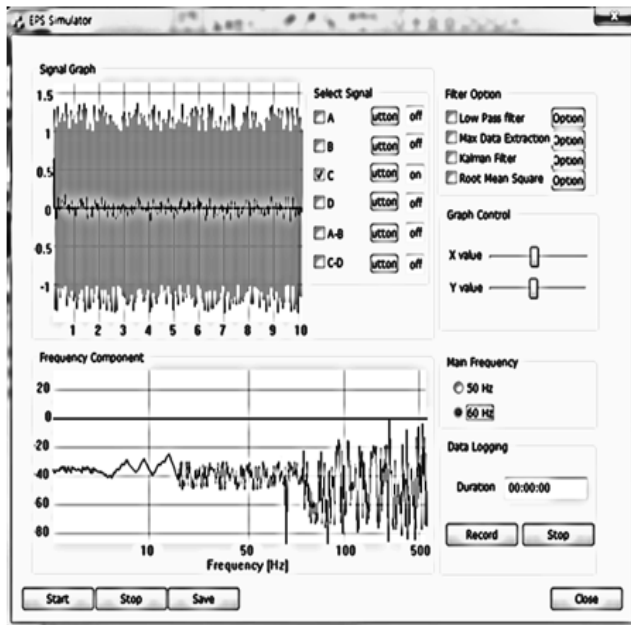 EPS Simulator
x
Signal Graph
1.5
1
0.5
0
-0.5
-1
1 2 3 4 5 6 7 8 9 10
Select Signal
A utton off
B utton off
C utton on
D utton off
A-B utton off
C-D utton off
Filter Option
Low Pass filter Option
Max Data Extraction Option
Kalman Filter Option
Root Mean Square Option
Graph Control
X value
Y value
Frequency Component
20
0
-20
-40
-60
-80
10 50 100 500
Frequency [Hz]
Main Frequency
50 Hz
60 Hz
Data Logging
Duration 00:00:00
Record Stop
Start Stop Save Close